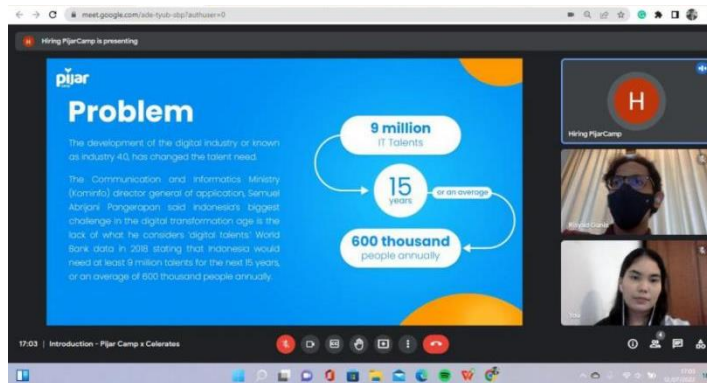 meet.google.com/ade-tyub-sbp?authuser=0
H Hiring PijarCamp is presenting
pijar
Problem
The development of the digital industry or known
as industry 4.0, has changed the talent need.
The Communication and Informatics Ministry
(Kominfo) director general of application, Semuel
Abrijani Pangerapan said Indonesia's biggest
challenge in the digital transformation age is the
lack of what he considers 'digital talents.' World
Bank data in 2018 stating that Indonesia would
need at least 9 million talents for the next 15 years,
or an average of 600 thousand people annually.
9 million
IT Talents
15
years
or an average
600 thousand
people annually
H
Hiring PijarCamp
17:03 | Introduction - Pijar Camp x Celerates